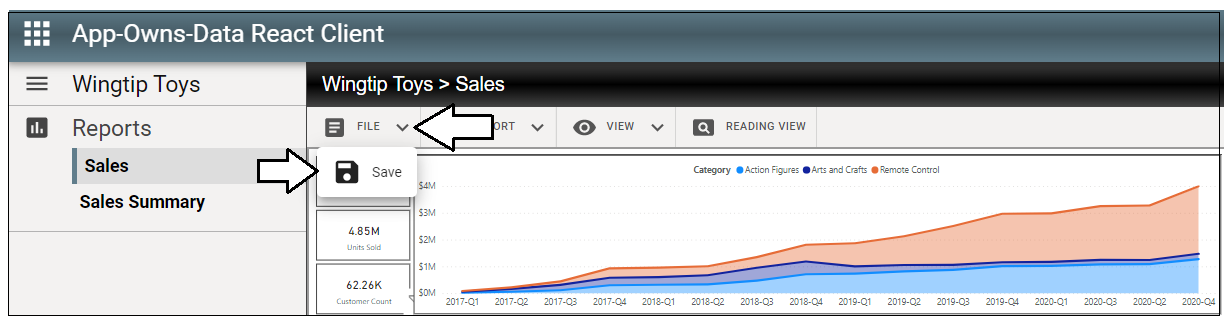 App-Owns-Data React Client
Wingtip Toys
Reports
Sales
Sales Summary
Wingtip Toys > Sales
FILE ORT VIEW READING VIEW
Save
Category Action Figures Arts and Crafts Remote Control
4.85M
Units Sold
62.26K
Customer Count
$4M
$3M
$2M
$1M
$0M
2017-Q1 2017-Q2 2017-Q3 2017-Q4 2018-Q1 2018-Q2 2018-Q3 2018-Q4 2019-Q1 2019-Q2 2019-Q3 2019-Q4 2020-Q1 2020-Q2 2020-Q3 2020-Q2 2020-Q4